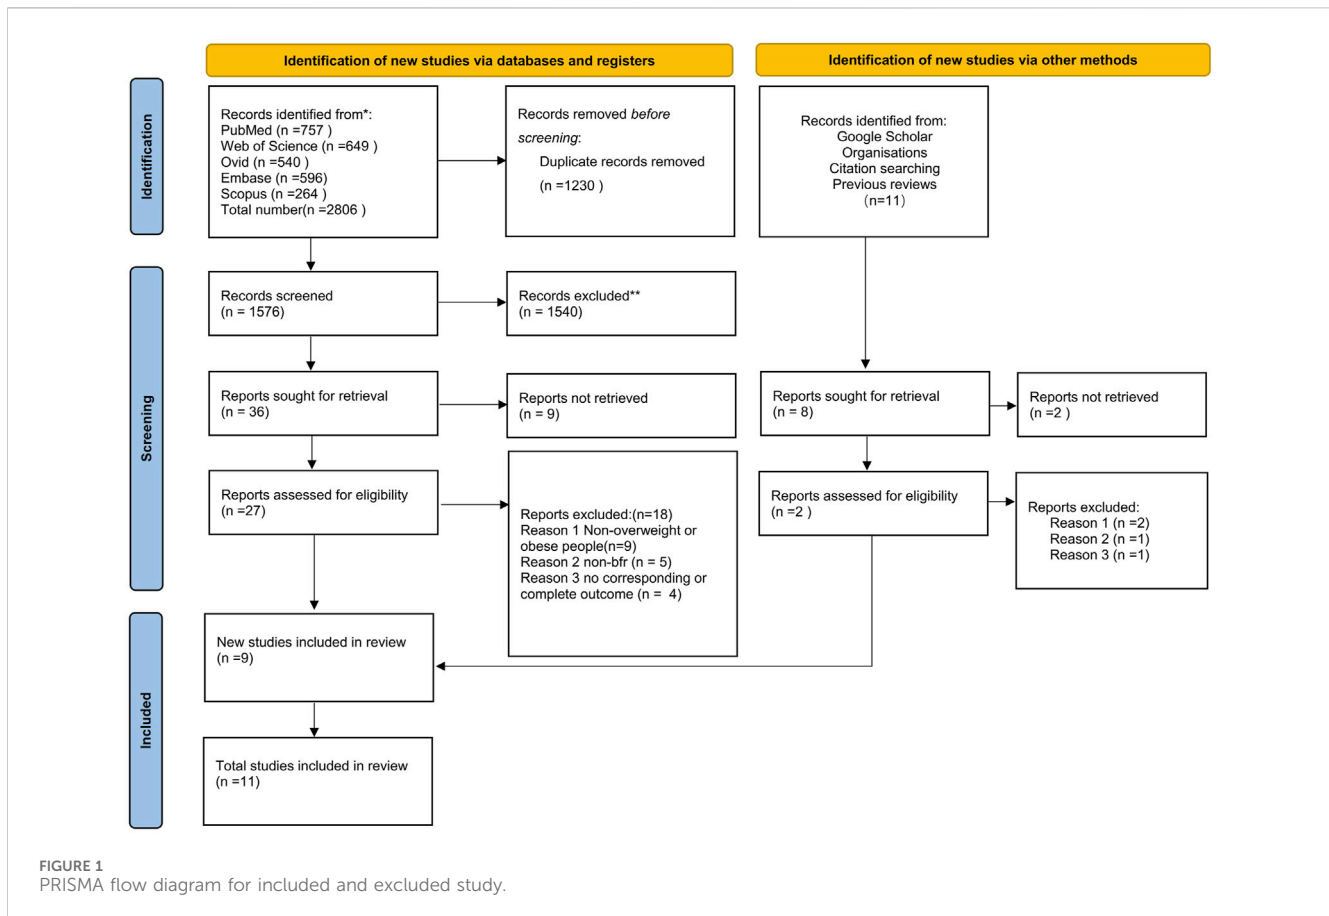 Identification of new studies via databases and registers
Identification of new studies via other methods
Identification
Records identified from*:
PubMed (n =757 )
Web of Science (n =649 )
Ovid (n =540 )
Embase (n =596)
Scopus (n =264 )
Total number(n =2806 )
Records removed before
screening:
Duplicate records removed
(n =1230 )
Records identified from:
Google Scholar
Organisations
Citation searching
Previous reviews
(n=11)
Screening
Records screened
(n = 1576)
Records excluded**
(n = 1540)
Reports sought for retrieval
(n = 36)
Reports not retrieved
(n = 9)
Reports sought for retrieval
(n = 8)
Reports not retrieved
(n =2 )
Reports assessed for eligibility
(n =27)
Reports excluded:(n=18)
Reason 1 Non-overweight or
obese people(n=9)
Reason 2 non-bfr (n = 5)
Reason 3 no corresponding or
complete outcome (n = 4)
Reports assessed for eligibility
(n =2 )
Reports excluded:
Reason 1 (n =2)
Reason 2 (n =1)
Reason 3 (n =1)
Included
New studies included in review
(n =9)
Total studies included in review
(n =11)
FIGURE 1
PRISMA flow diagram for included and excluded study.